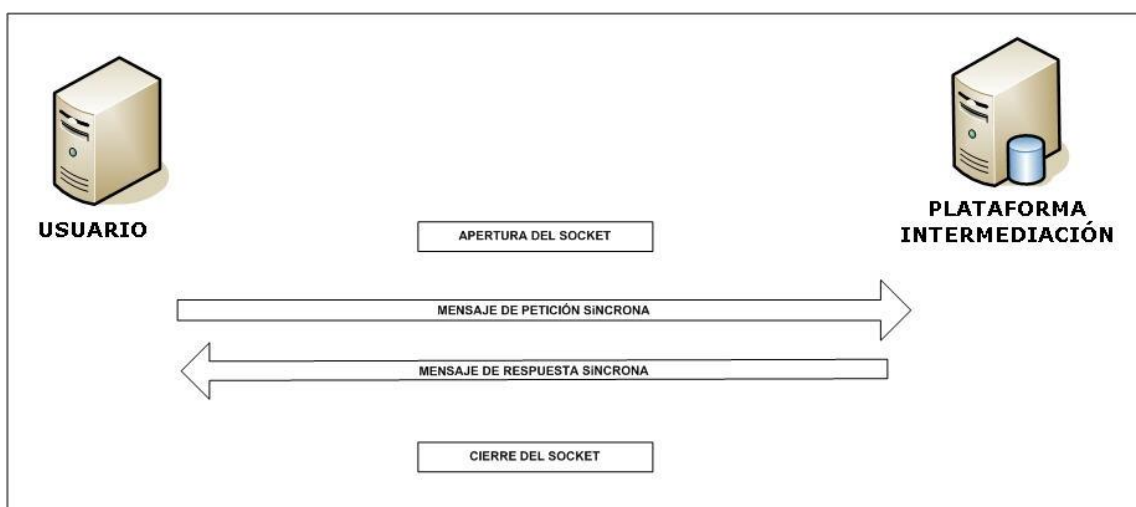 USUARIO
PLATAFORMA
INTERMEDIACIÓN
APERTURA DEL SOCKET
MENSAJE DE PETICIÓN SíNCRONA
MENSAJE DE RESPUESTA SíNCRONA
CIERRE DEL SOCKET